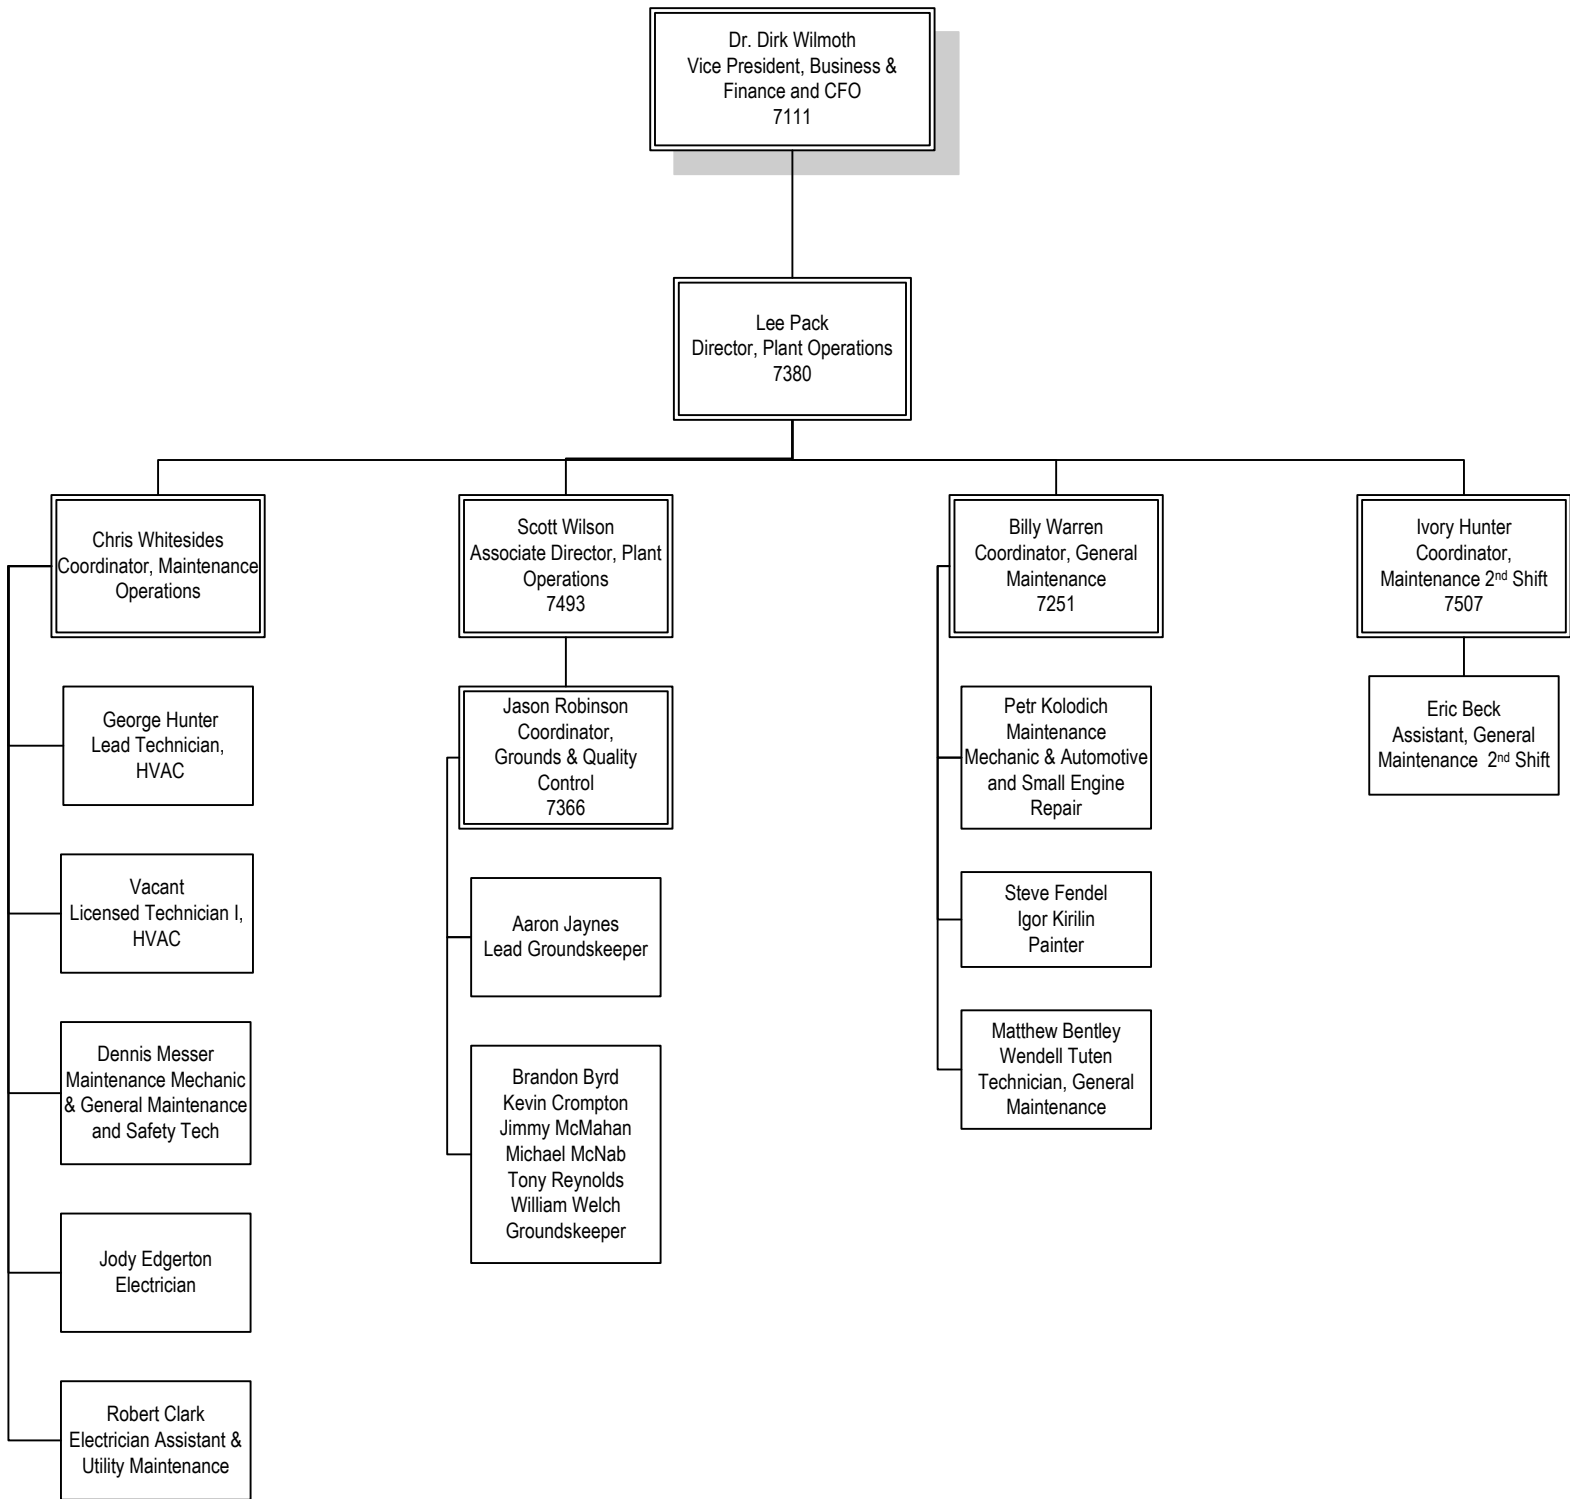 Dr. Dirk Wilmoth
Vice President, Business &
Finance and CFO
7111
Lee Pack
Director, Plant Operations
7380
Chris Whitesides
Coordinator, Maintenance
Operations
Scott Wilson
Associate Director, Plant
Operations
7493
Billy Warren
Coordinator, General
Maintenance
7251
Ivory Hunter
Coordinator,
Maintenance 2nd Shift
7507
George Hunter
Lead Technician,
HVAC
Vacant
Licensed Technician I,
HVAC
Dennis Messer
Maintenance Mechanic
& General Maintenance
and Safety Tech
Jody Edgerton
Electrician
Robert Clark
Electrician Assistant &
Utility Maintenance
Jason Robinson
Coordinator,
Grounds & Quality
Control
7366
Aaron Jaynes
Lead Groundskeeper
Brandon Byrd
Kevin Crompton
Jimmy McMahan
Michael McNab
Tony Reynolds
William Welch
Groundskeeper
Petr Kolodich
Maintenance
Mechanic & Automotive
and Small Engine
Repair
Steve Fendel
Igor Kirilin
Painter
Matthew Bentley
Wendell Tuten
Technician, General
Maintenance
Eric Beck
Assistant, General
Maintenance 2nd Shift